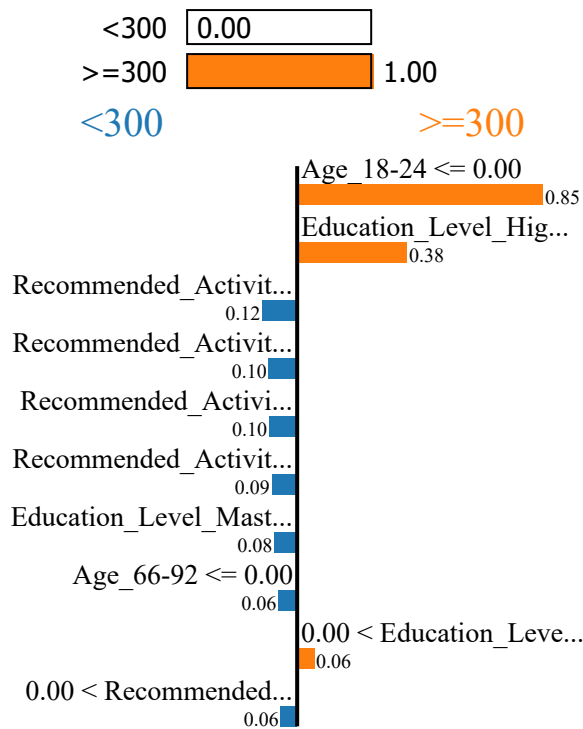 <300 0.00
>=300 1.00
<300 >=300
Age_18-24 <= 0.00
0.85
Education_Level_Hig...
0.38
Recommended_Activit...
0.12
Recommended_Activit...
0.10
Recommended_Activi...
0.10
Recommended_Activit...
0.09
Education_Level_Mast...
0.08
Age_66-92 <= 0.00
0.06
0.00 < Education_Leve...
0.06
0.00 < Recommended...
0.06